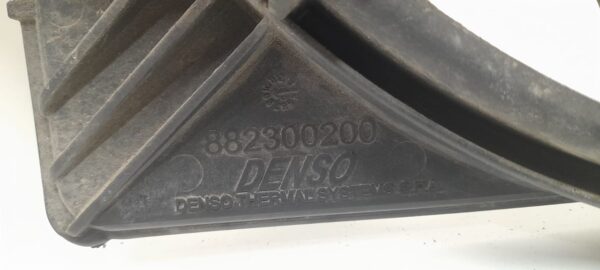 882300200
DENSO
DENSO THERMAL SYSTEMS S.P.A.